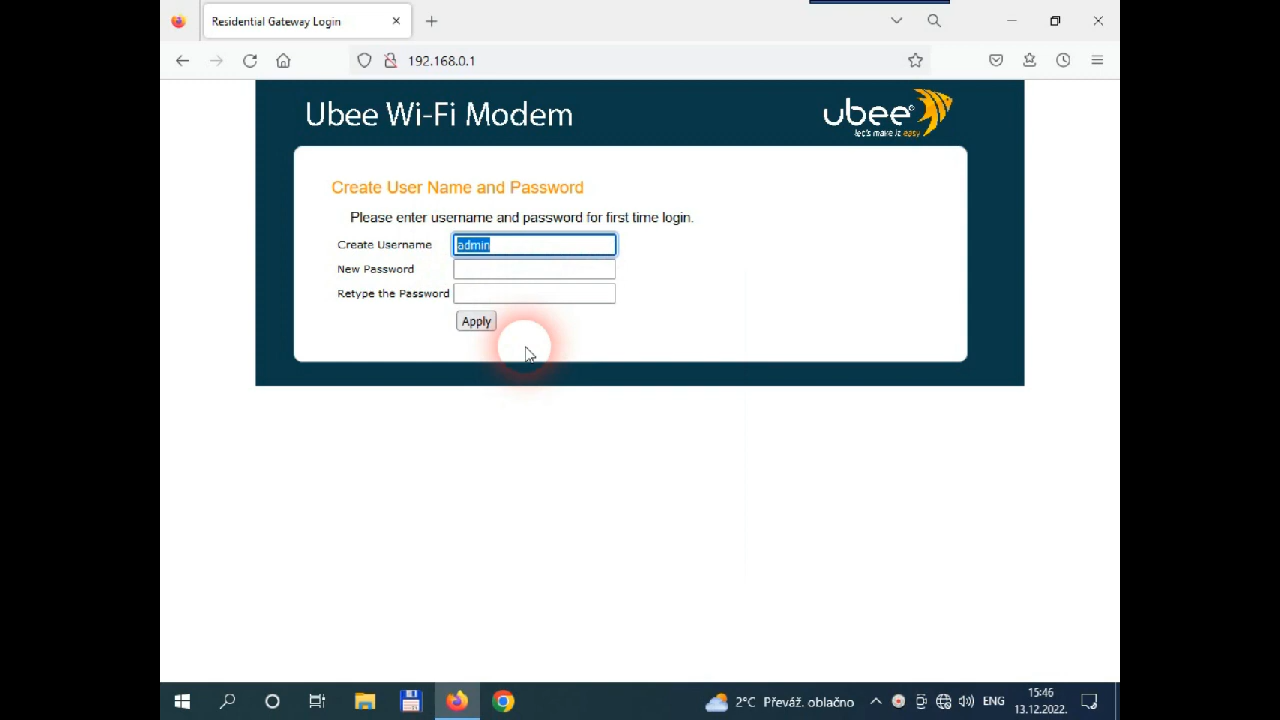 Residential Gateway Login
192.168.0.1
Ubee Wi-Fi Modem
ubee
let's make it easy
Create User Name and Password
Please enter username and password for first time login.
Create Username admin
New Password
Retype the Password
Apply
2°C Převáž. oblačno ENG 15:46
13.12.2022.